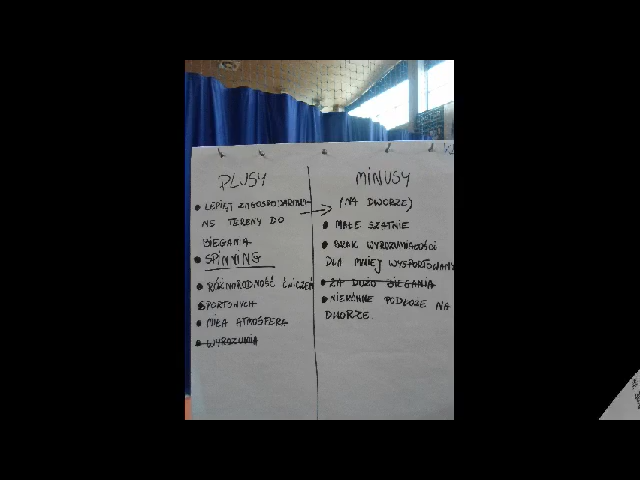 PLUSY
• LEPIEJ ZAGOSPODAROWA
NE TERENY DO
BIEGANIA
• SPINNING
• RÓŻNORODNOŚĆ ĆWICZEŃ
SPORTOWYCH
• MIŁA ATMOSFERA
• WYROZUMIA
MINUSY
(NA DWORZE)
• MAŁE SZATNIE
• BRAK WYROZUMIAŁOŚCI
DLA MNIEJ WYSPORTOWANY
• ZA DUŻO BIEGANIA
• NIERÓWNE PODŁOŻE NA
DWORZE.